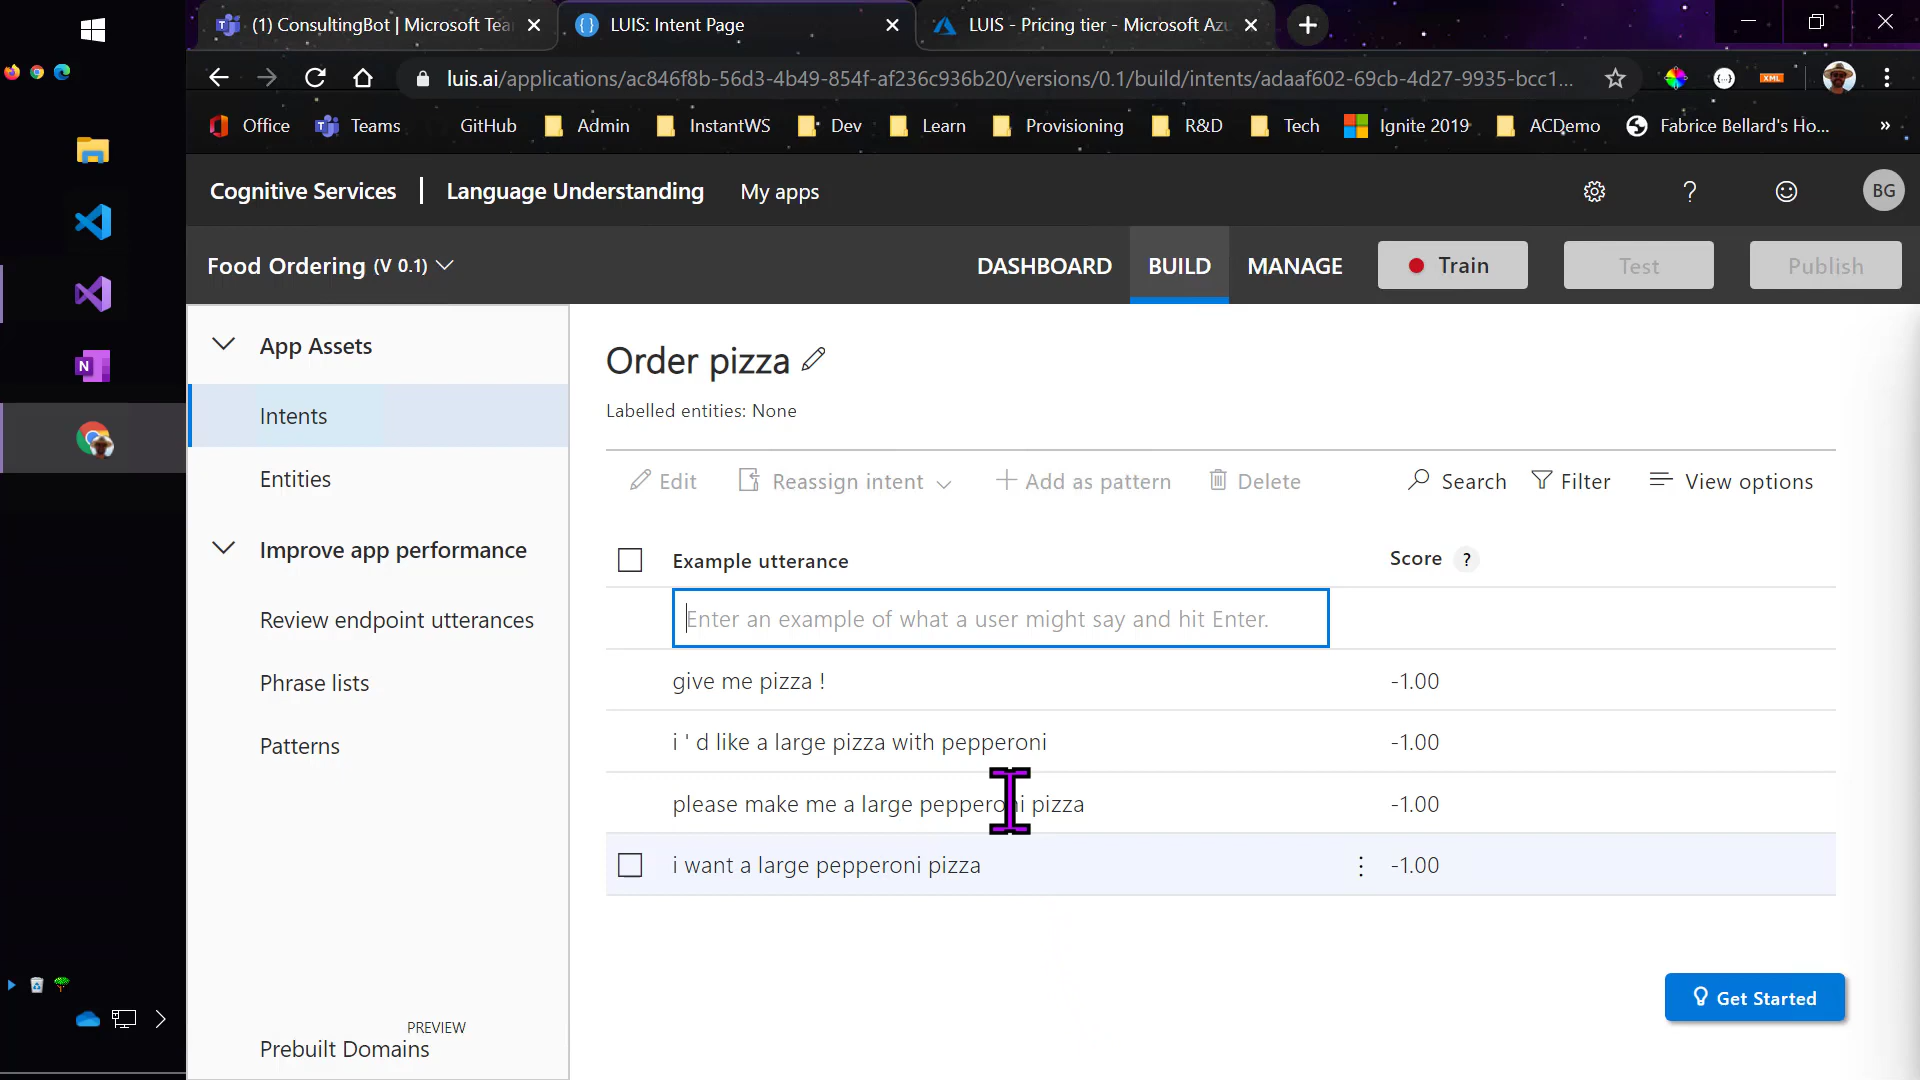 (1) ConsultingBot | Microsoft Tea
LUIS: Intent Page
LUIS - Pricing tier - Microsoft Azu
luis.ai/applications/ac846f8b-56d3-4b49-854f-af236c936b20/versions/0.1/build/intents/adaaf602-69cb-4d27-9935-bcc1...
XML
Office
Teams
GitHub
Admin
InstantWS
Dev
Learn
Provisioning
R&D
Tech
Ignite 2019
ACDemo
Fabrice Bellard's Ho...
»
Cognitive Services | Language Understanding
My apps
?
BG
Food Ordering (V 0.1)
DASHBOARD
BUILD
MANAGE
Train
Test
Publish
App Assets
Intents
Entities
Improve app performance
Review endpoint utterances
Phrase lists
Patterns
PREVIEW
Prebuilt Domains
Order pizza
Labelled entities: None
Edit
Reassign intent
Add as pattern
Delete
Search
Filter
View options
Example utterance
Score ?
Enter an example of what a user might say and hit Enter.
give me pizza ! -1.00
i ' d like a large pizza with pepperoni -1.00
please make me a large pepperoni pizza -1.00
i want a large pepperoni pizza -1.00
Get Started